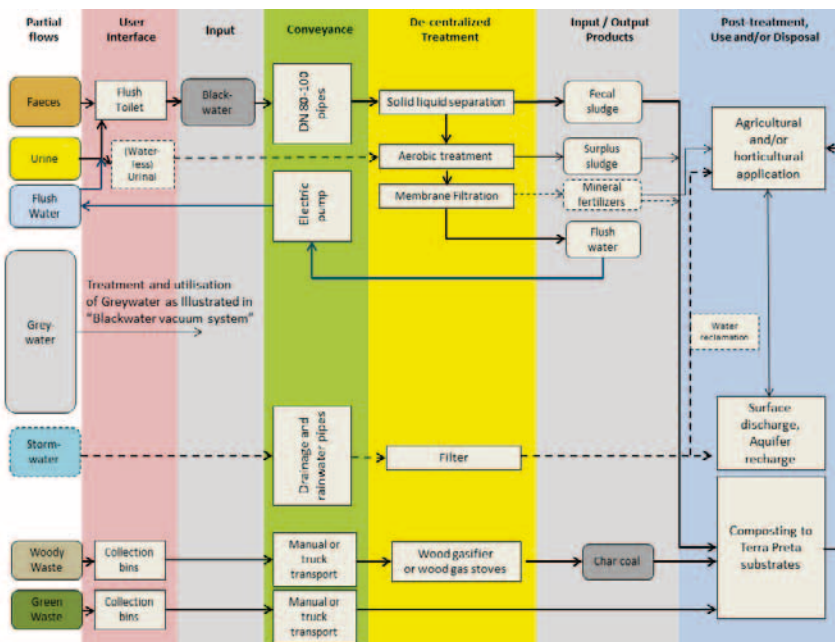 Partial
flows
User
Interface
Input
Conveyance
De-centralized
Treatment
Input / Output
Products
Post-treatment,
Use and/or Disposal
Faeces
Flush
Toilet
Black-
water
DN 80-100
pipes
Solid liquid separation
Fecal
sludge
Agricultural
and/or
horticultural
application
Urine
(Water-
less)
Urinal
Aerobic treatment
Surplus
sludge
Flush
Water
Electric
pump
Membrane Filtration
Mineral
fertilizers
Flush
water
Grey-
water
Treatment and utilisation
of Greywater as Illustrated in
“Blackwater vacuum system”
Water
reclamation
Storm-
water
Drainage and
rainwater pipes
Filter
Surface
discharge,
Aquifer
recharge
Woody
Waste
Collection
bins
Manual or
truck
transport
Wood gasifier
or wood gas stoves
Char coal
Composting to
Terra Preta
substrates
Green
Waste
Collection
bins
Manual or
truck
transport